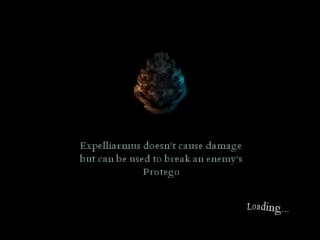 Expelliarmus doesn't cause damage
but can be used to break an enemy's
Protego
Loading...